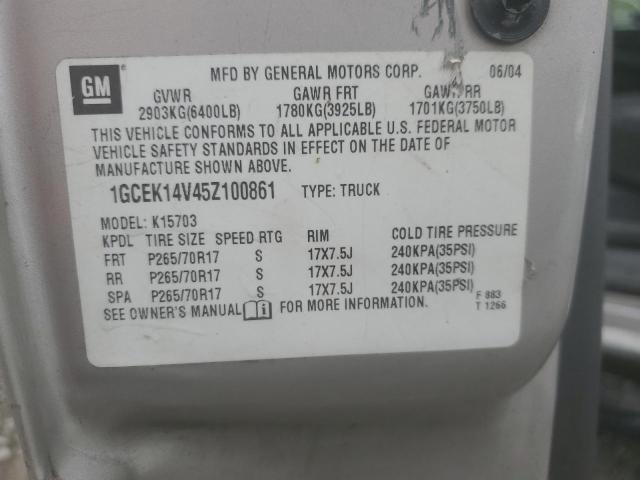 GM MFD BY GENERAL MOTORS CORP. 06/04
GVWR GAWR FRT GAWR RR
2903KG(6400LB) 1780KG(3925LB) 1701KG(3750LB)
THIS VEHICLE CONFORMS TO ALL APPLICABLE U.S. FEDERAL MOTOR
VEHICLE SAFETY STANDARDS IN EFFECT ON THE DATE OF
MANUFACTURE SHOWN ABOVE.
1GCEK14V45Z100861 TYPE: TRUCK
MODEL: K15703
KPDL TIRE SIZE SPEED RTG RIM COLD TIRE PRESSURE
FRT P265/70R17 S 17X7.5J 240KPA(35PSI)
RR P265/70R17 S 17X7.5J 240KPA(35PSI)
SPA P265/70R17 S 17X7.5J 240KPA(35PSI)
SEE OWNER'S MANUAL FOR MORE INFORMATION.
F 883
T 1266